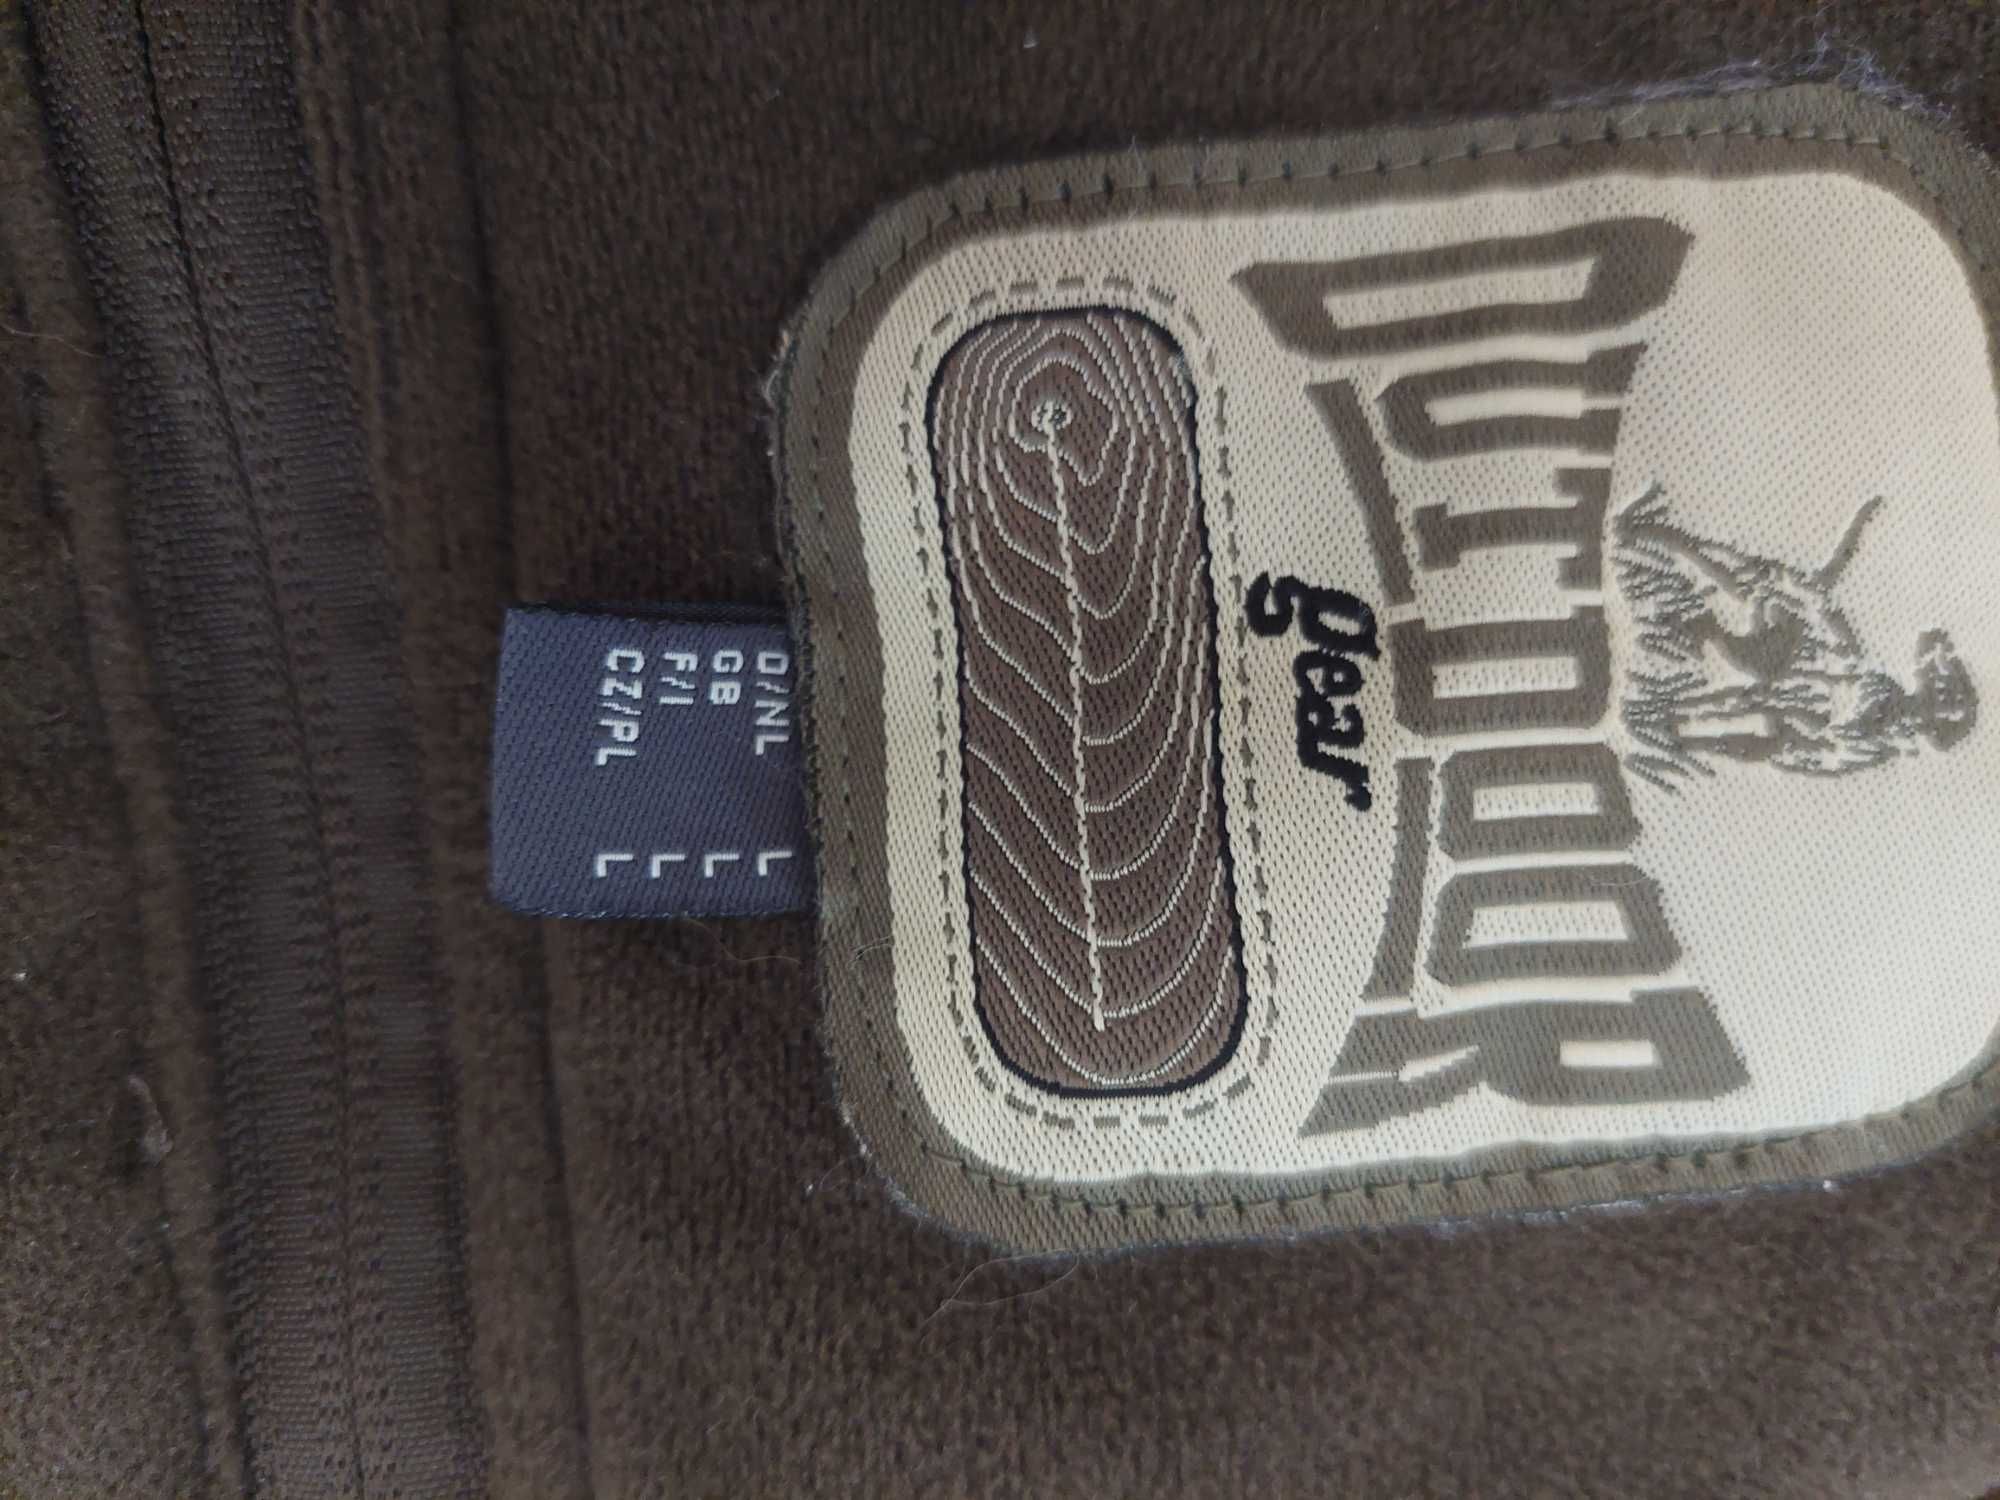 OUTDOOR
gear
D/NL L
GB L
F/I L
CZ/PL L